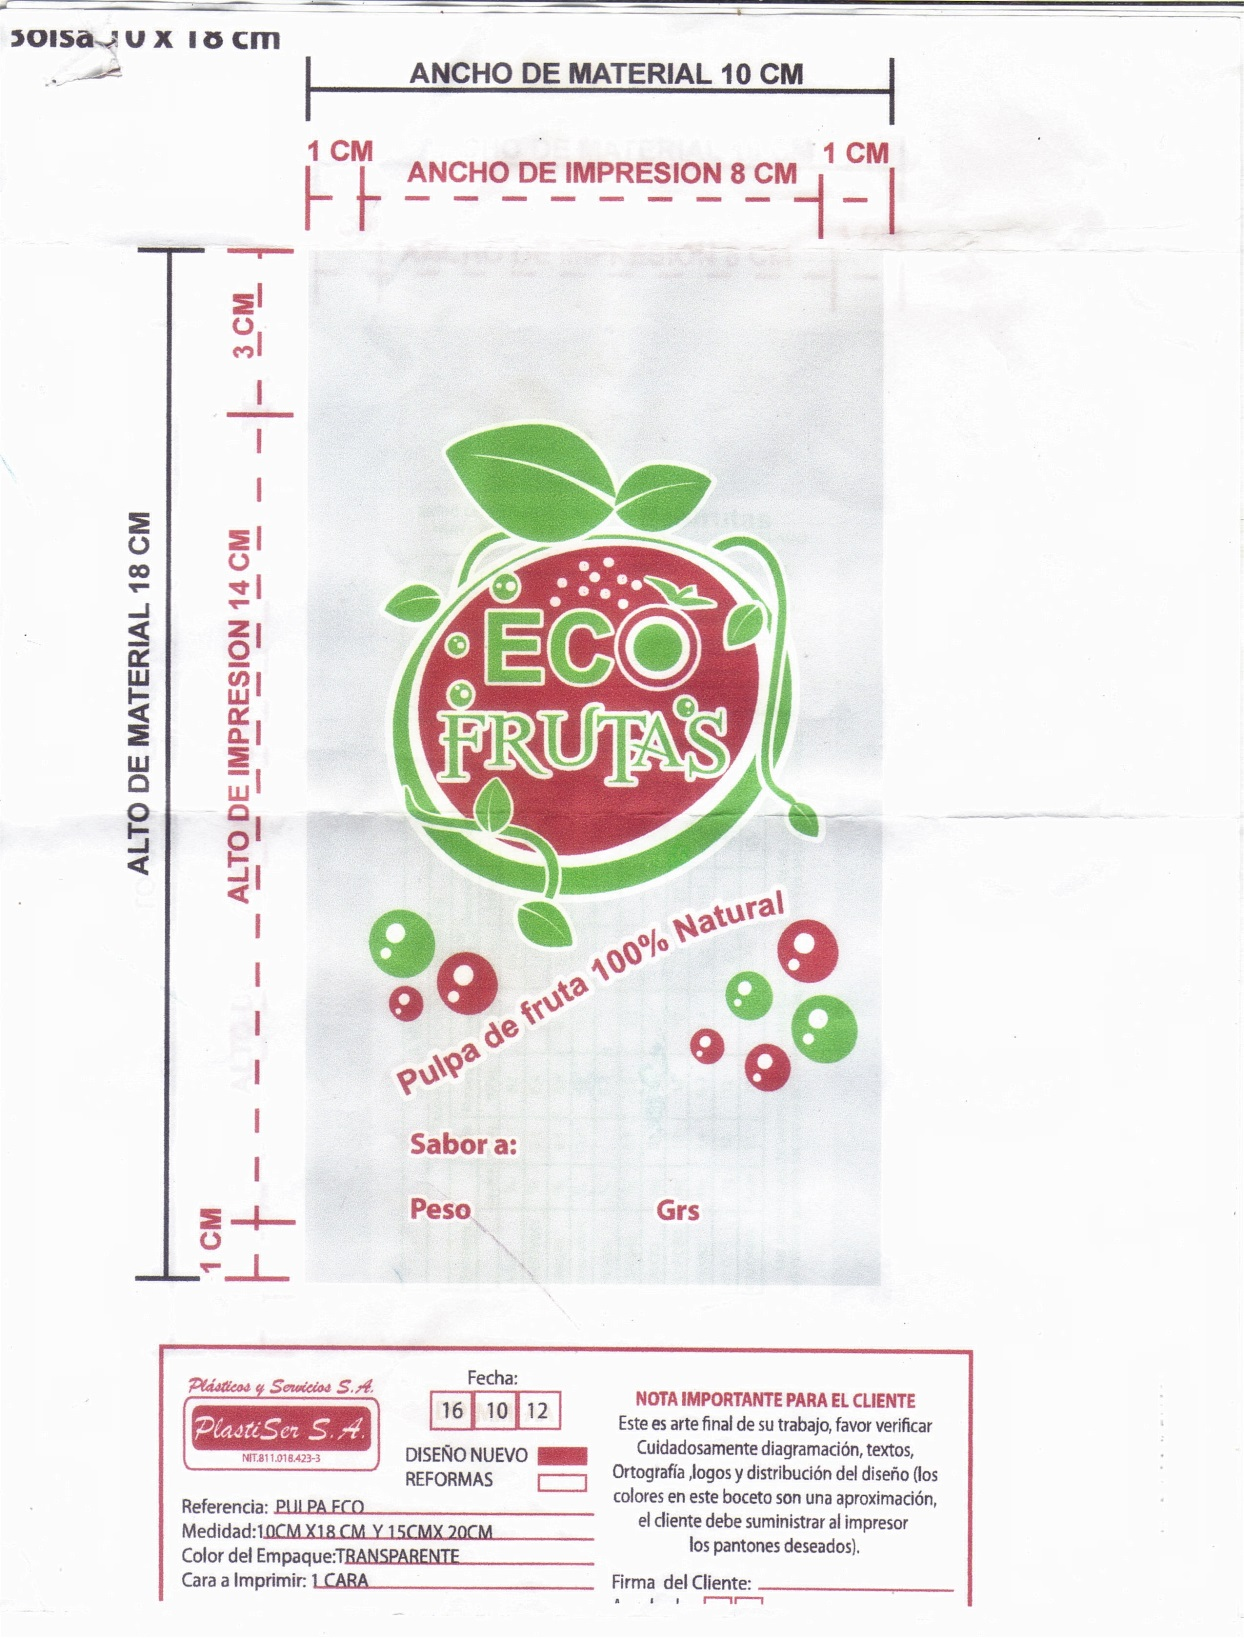 Bolsa 10 x 18 cm
ANCHO DE MATERIAL 10 CM
1 CM
ANCHO DE IMPRESION 8 CM
1 CM
3 CM
ALTO DE MATERIAL 18 CM
ALTO DE IMPRESION 14 CM
1 CM
ECO
FRUTAS
Pulpa de fruta 100% Natural
Sabor a:
Peso Grs
Plásticos y Servicios S.A.
PlastiSer S.A.
NIT.811.018.423-3
Fecha:
16 10 12
DISEÑO NUEVO
REFORMAS
Referencia: PULPA ECO
Medidad:10CM X18 CM Y 15CMX 20CM
Color del Empaque:TRANSPARENTE
Cara a Imprimir: 1 CARA
NOTA IMPORTANTE PARA EL CLIENTE
Este es arte final de su trabajo, favor verificar
Cuidadosamente diagramación, textos,
Ortografía ,logos y distribución del diseño (los
colores en este boceto son una aproximación,
el cliente debe suministrar al impresor
los pantones deseados).
Firma del Cliente: